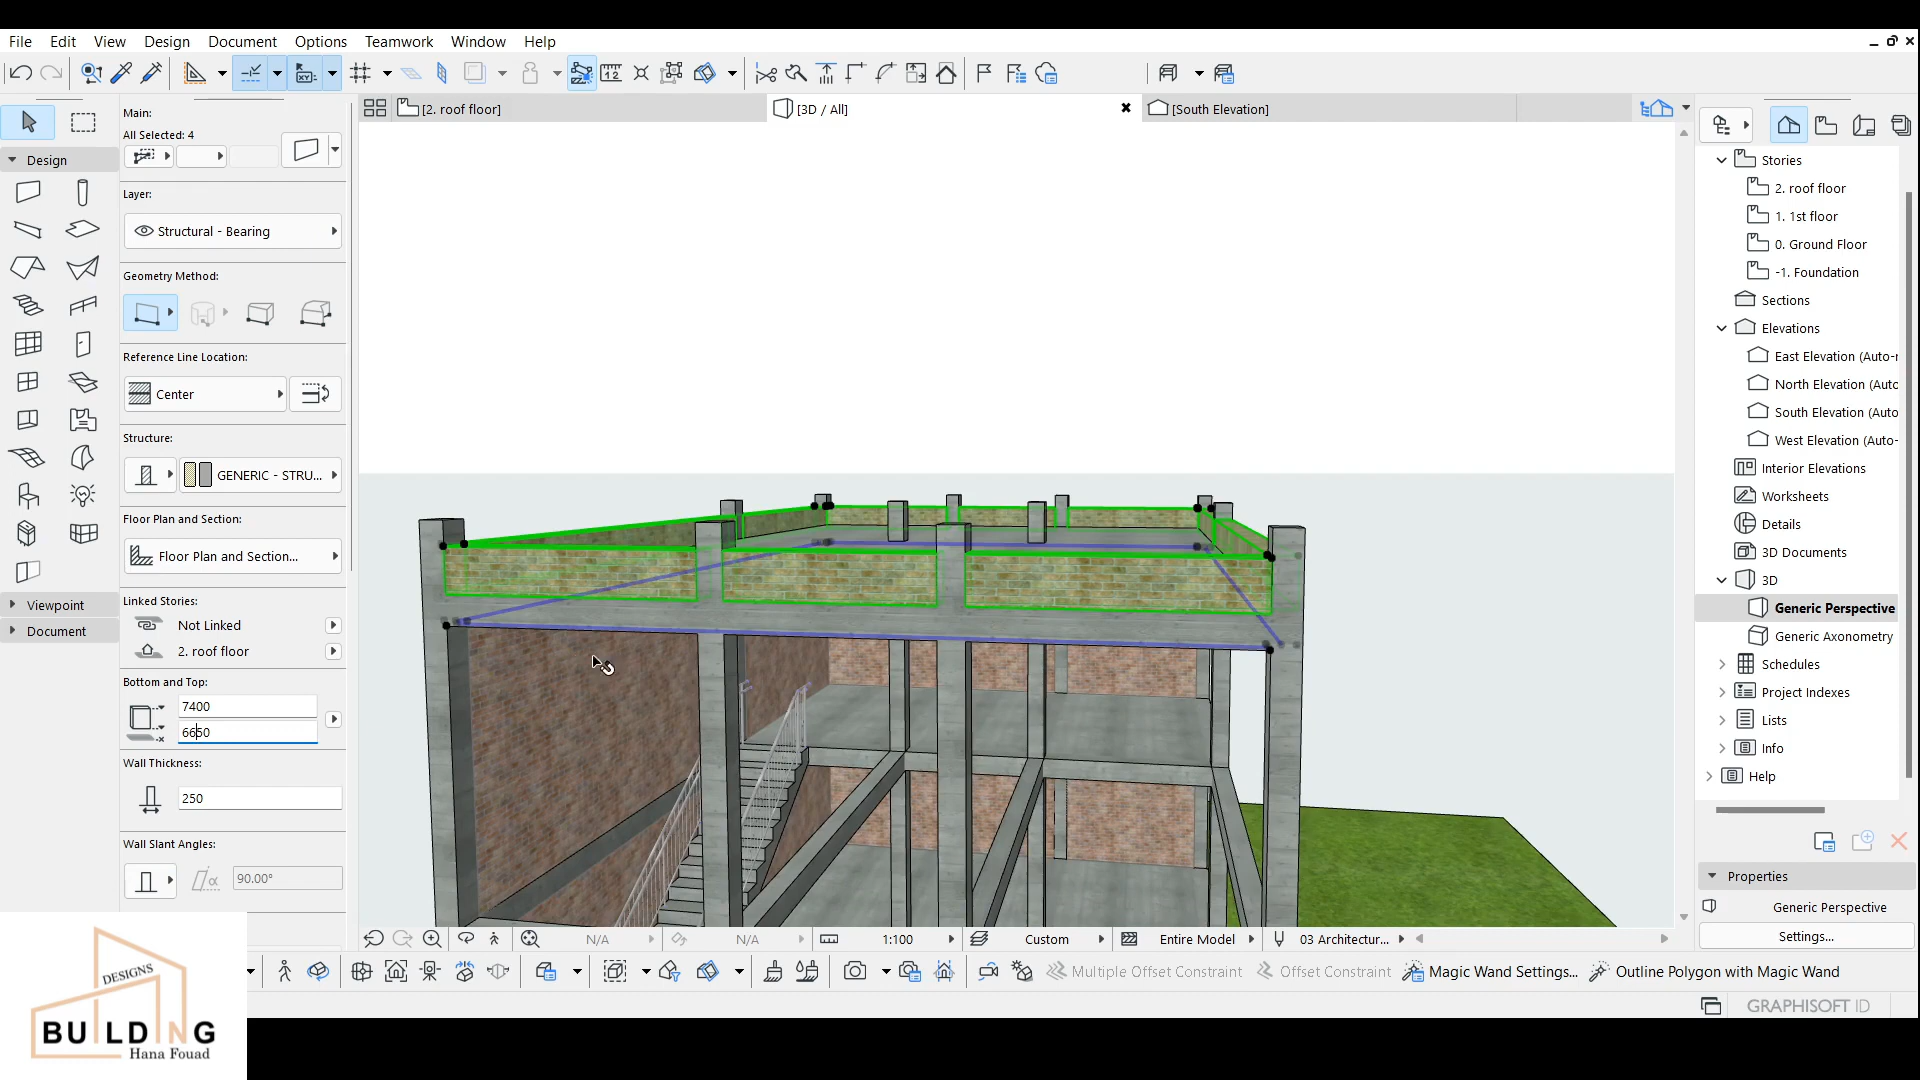 File Edit View Design Document Options Teamwork Window Help
[2. roof floor]
[3D / All]
[South Elevation]
Main:
All Selected: 4
Layer:
Structural - Bearing
Geometry Method:
Reference Line Location:
Center
Structure:
GENERIC - STRU...
Floor Plan and Section:
Floor Plan and Section...
Linked Stories:
Not Linked
2. roof floor
Bottom and Top:
7400
6650
Wall Thickness:
250
Wall Slant Angles:
α
90.00°
Design
Viewpoint
Document
Stories
2. roof floor
1. 1st floor
0. Ground Floor
-1. Foundation
Sections
Elevations
East Elevation (Auto-r
North Elevation (Auto
South Elevation (Auto
West Elevation (Auto-
Interior Elevations
Worksheets
Details
3D Documents
3D
Generic Perspective
Generic Axonometry
Schedules
Project Indexes
Lists
Info
Help
Properties
Generic Perspective
Settings...
N/A
N/A
1:100
Custom
Entire Model
03 Architectur...
Multiple Offset Constraint
Offset Constraint
Magic Wand Settings...
Outline Polygon with Magic Wand
GRAPHISOFT ID
DESIGNS
BUILDING
Hana Fouad